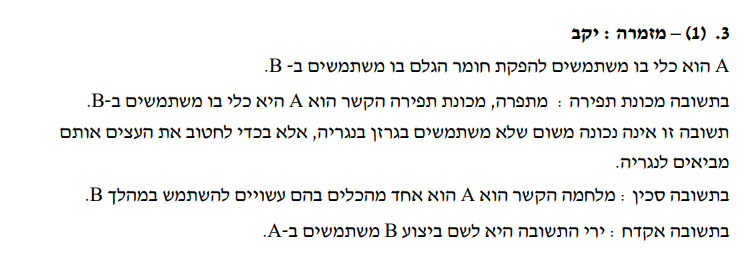 3. (1) – מזמרה : יקב
A הוא כלי בו משתמשים להפקת חומר הגלם בו משתמשים ב- B.
בתשובה מכונת תפירה : מתפרה, מכונת תפירה הקשר הוא A היא כלי בו משתמשים ב-B.
תשובה זו אינה נכונה משום שלא משתמשים בגרזן בנגריה, אלא בכדי לחטוב את העצים אותם
מביאים לנגריה.
בתשובה סכין : מלחמה הקשר הוא A הוא אחד מהכלים בהם עשויים להשתמש במהלך B.
בתשובה אקדח : ירי התשובה היא לשם ביצוע B משתמשים ב-A.